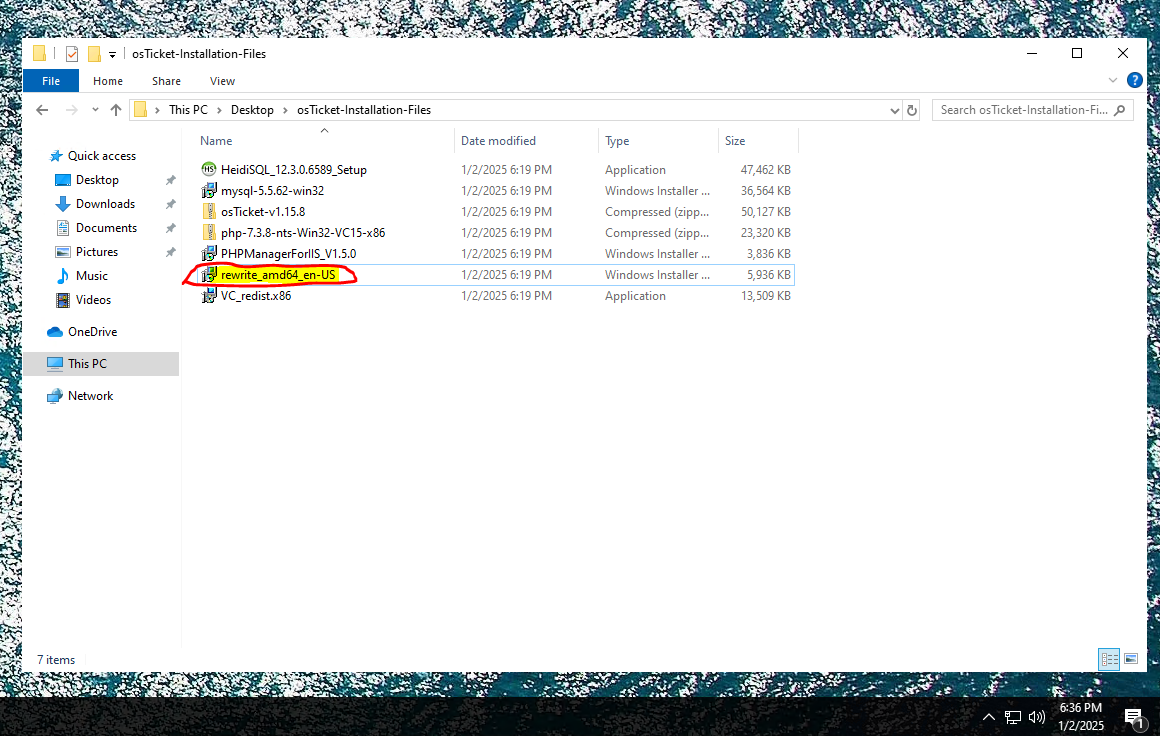 osTicket-Installation-Files
File Home Share View
This PC Desktop osTicket-Installation-Files Search osTicket-Installation-Fi...
Name Date modified Type Size
Quick access
Desktop
Downloads
Documents
Pictures
Music
Videos
OneDrive
This PC
Network
HS HeidiSQL_12.3.0.6589_Setup 1/2/2025 6:19 PM Application 47,462 KB
mysql-5.5.62-win32 1/2/2025 6:19 PM Windows Installer ... 36,564 KB
osTicket-v1.15.8 1/2/2025 6:19 PM Compressed (zipp... 50,127 KB
php-7.3.8-nts-Win32-VC15-x86 1/2/2025 6:19 PM Compressed (zipp... 23,320 KB
PHPManagerForIIS_V1.5.0 1/2/2025 6:19 PM Windows Installer ... 3,836 KB
rewrite_amd64_en-US 1/2/2025 6:19 PM Windows Installer ... 5,936 KB
VC_redist.x86 1/2/2025 6:19 PM Application 13,509 KB
7 items
6:36 PM
1/2/2025
1